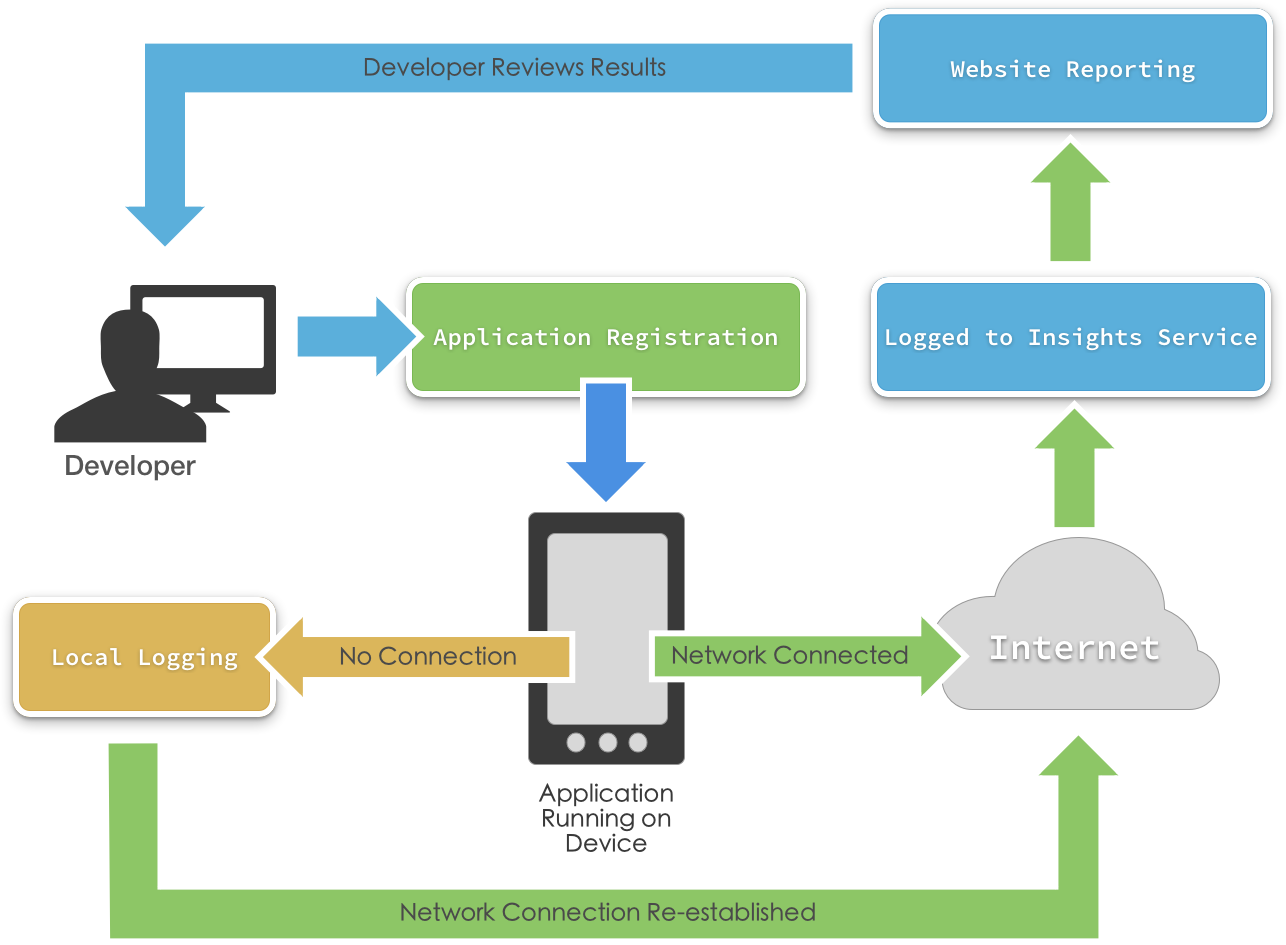 Developer Reviews Results
Website Reporting
Application Registration
Logged to Insights Service
Developer
Local Logging
No Connection
Network Connected
Internet
Application
Running on
Device
Network Connection Re-established